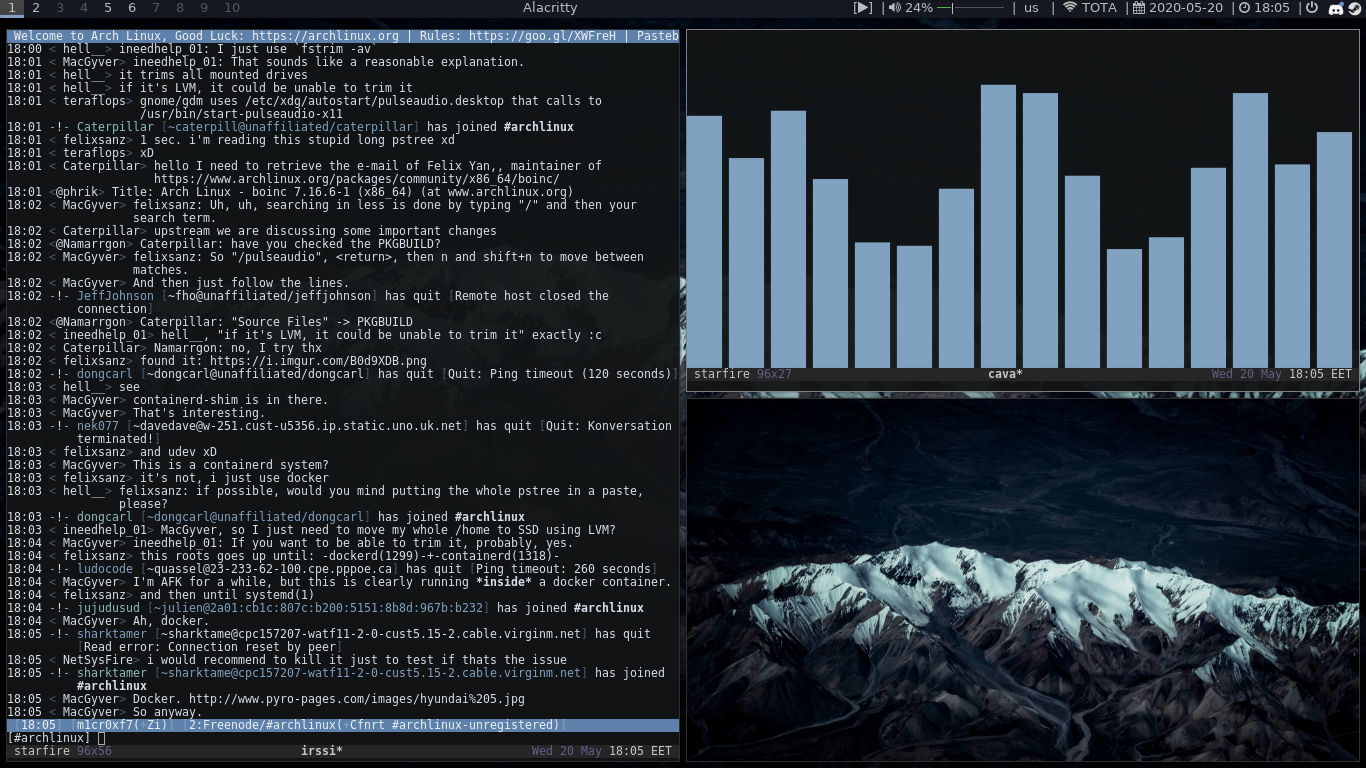 1 2 3 4 5 6 7 8 9 10 Alacritty [▶] | 24% | us | TOTA | 2020-05-20 | 18:05 |
Welcome to Arch Linux, Good Luck: https://archlinux.org | Rules: https://goo.gl/XWFreH | Pasteb
18:00 < hell__> ineedhelp_01: I just use `fstrim -av`
18:01 < MacGyver> ineedhelp_01: That sounds like a reasonable explanation.
18:01 < hell__> it trims all mounted drives
18:01 < hell__> if it's LVM, it could be unable to trim it
18:01 < teraflops> gnome/gdm uses /etc/xdg/autostart/pulseaudio.desktop that calls to
/usr/bin/start-pulseaudio-x11
18:01 -!- Caterpillar [~caterpill@unaffiliated/caterpillar] has joined #archlinux
18:01 < felixsanz> 1 sec. i'm reading this stupid long pstree xd
18:01 < teraflops> xD
18:01 < Caterpillar> hello I need to retrieve the e-mail of Felix Yan,, maintainer of
https://www.archlinux.org/packages/community/x86_64/boinc/
18:01 <@phrik> Title: Arch Linux - boinc 7.16.6-1 (x86_64) (at www.archlinux.org)
18:02 < MacGyver> felixsanz: Uh, uh, searching in less is done by typing "/" and then your
search term.
18:02 < Caterpillar> upstream we are discussing some important changes
18:02 <@Namarrgon> Caterpillar: have you checked the PKGBUILD?
18:02 < MacGyver> felixsanz: So "/pulseaudio", <return>, then n and shift+n to move between
matches.
18:02 < MacGyver> And then just follow the lines.
18:02 -!- JeffJohnson [~fho@unaffiliated/jeffjohnson] has quit [Remote host closed the
connection]
18:02 <@Namarrgon> Caterpillar: "Source Files" -> PKGBUILD
18:02 < ineedhelp_01> hell__, "if it's LVM, it could be unable to trim it" exactly :c
18:02 < Caterpillar> Namarrgon: no, I try thx
18:02 < felixsanz> found it: https://i.imgur.com/B0d9XDB.png
18:02 -!- dongcarl [~dongcarl@unaffiliated/dongcarl] has quit [Quit: Ping timeout (120 seconds)]
18:03 < hell__> see
18:03 < MacGyver> containerd-shim is in there.
18:03 < MacGyver> That's interesting.
18:03 -!- nek077 [~davedave@w-251.cust-u5356.ip.static.uno.uk.net] has quit [Quit: Konversation
terminated!]
18:03 < felixsanz> and udev xD
18:03 < MacGyver> This is a containerd system?
18:03 < felixsanz> it's not, i just use docker
18:03 < hell__> felixsanz: if possible, would you mind putting the whole pstree in a paste,
please?
18:03 -!- dongcarl [~dongcarl@unaffiliated/dongcarl] has joined #archlinux
18:03 < ineedhelp_01> MacGyver, so I just need to move my whole /home to SSD using LVM?
18:04 < MacGyver> ineedhelp_01: If you want to be able to trim it, probably, yes.
18:04 < felixsanz> this roots goes up until: -dockerd(1299)-+-containerd(1318)-
18:04 -!- ludocode [~quassel@23-233-62-100.cpe.pppoe.ca] has quit [Ping timeout: 260 seconds]
18:04 < MacGyver> I'm AFK for a while, but this is clearly running *inside* a docker container.
18:04 < felixsanz> and then until systemd(1)
18:04 -!- jujudusud [~julien@2a01:cb1c:807c:b200:5151:8b8d:967b:b232] has joined #archlinux
18:04 < MacGyver> Ah, docker.
18:05 -!- sharktamer [~sharktame@cpc157207-watf11-2-0-cust5.15-2.cable.virginm.net] has quit
[Read error: Connection reset by peer]
18:05 < NetSysFire> i would recommend to kill it just to test if thats the issue
18:05 -!- sharktamer [~sharktame@cpc157207-watf11-2-0-cust5.15-2.cable.virginm.net] has joined
#archlinux
18:05 < MacGyver> Docker. http://www.pyro-pages.com/images/hyundai%205.jpg
18:05 < MacGyver> So anyway.
[18:05] [m1cr0xf7(+Zi)] [2:Freenode/#archlinux(+Cfnrt #archlinux-unregistered)]
[#archlinux]
starfire 96x56 irssi* Wed 20 May 18:05 EET
starfire 96x27 cava* Wed 20 May 18:05 EET